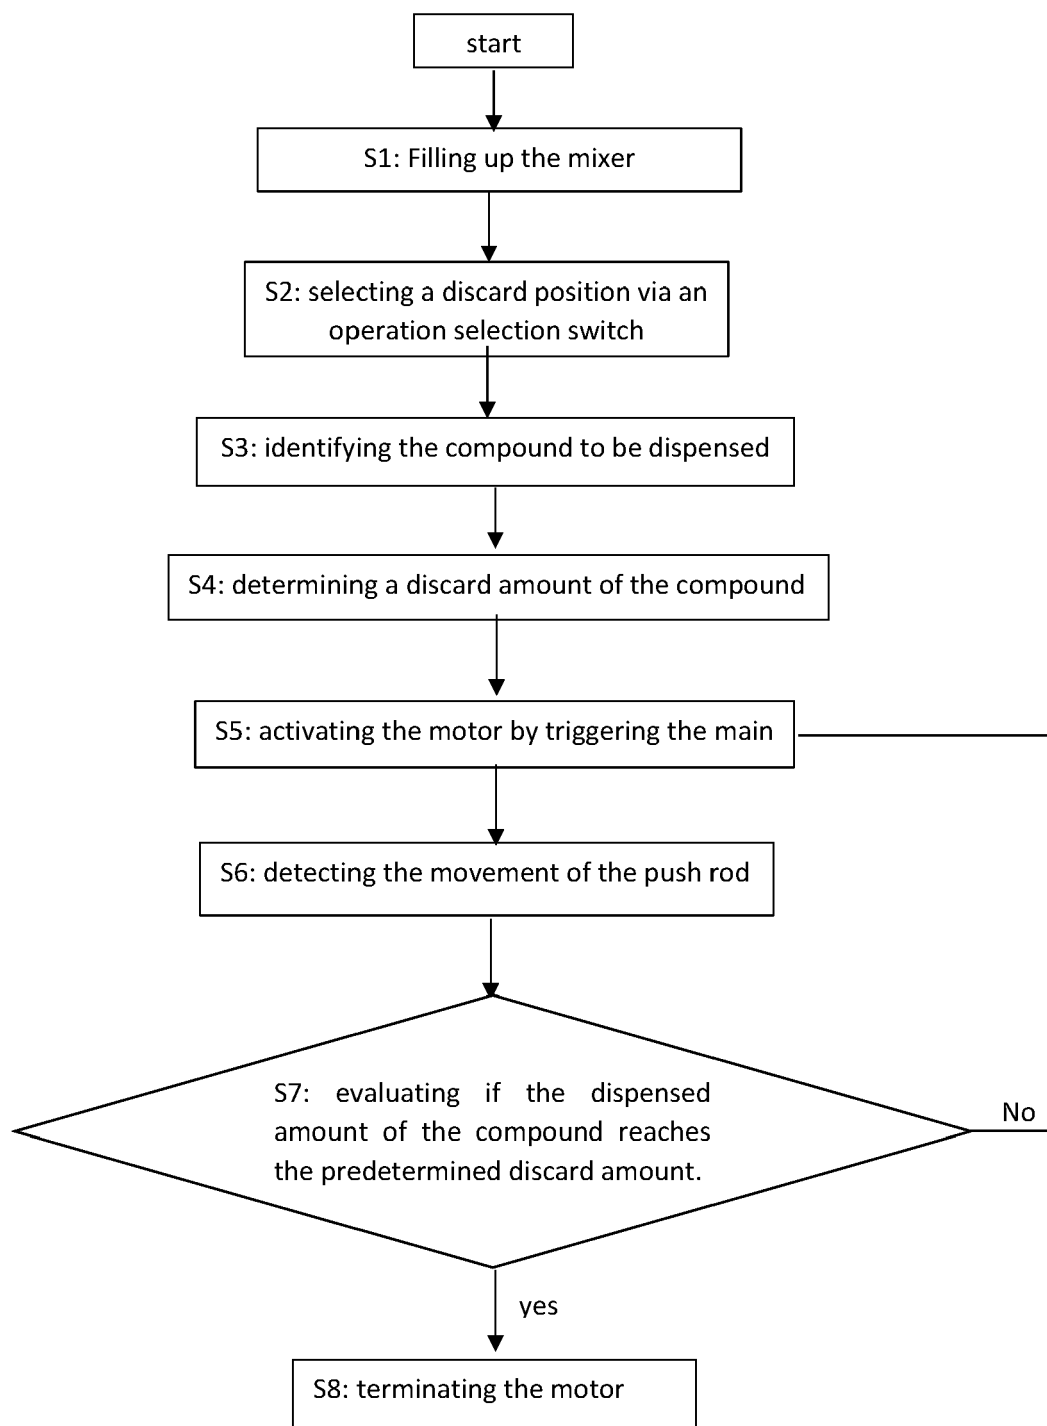 start
S1: Filling up the mixer
S2: selecting a discard position via an
operation selection switch
S3: identifying the compound to be dispensed
S4: determining a discard amount of the compound
S5: activating the motor by triggering the main
S6: detecting the movement of the push rod
S7: evaluating if the dispensed
amount of the compound reaches
the predetermined discard amount.
No
yes
S8: terminating the motor